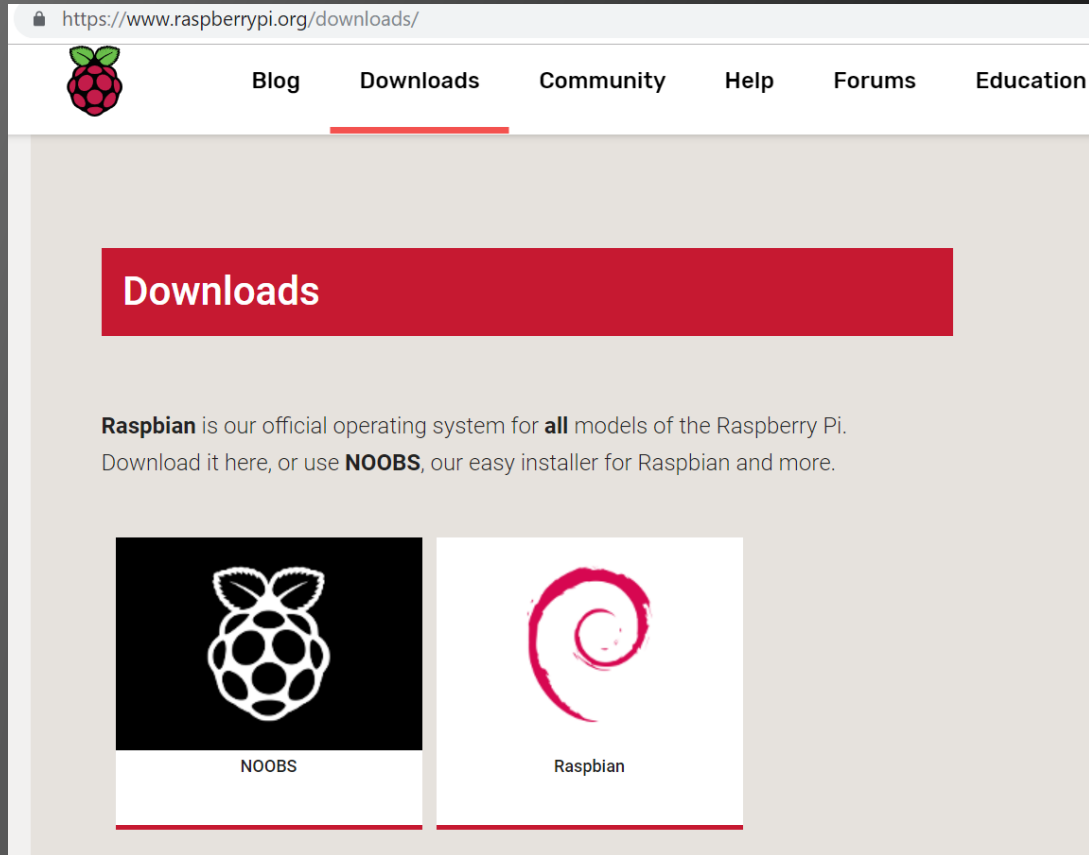 https://www.raspberrypi.org/downloads/
Blog Downloads Community Help Forums Education
Downloads
Raspbian is our official operating system for all models of the Raspberry Pi.
Download it here, or use NOOBS, our easy installer for Raspbian and more.
NOOBS Raspbian